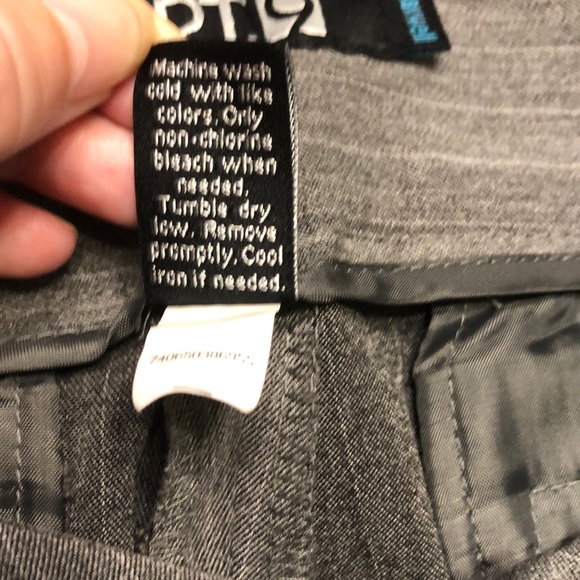 Machine wash
cold with like
colors. Only
non-chlorine
bleach when
needed.
Tumble dry
low. Remove
promptly. Cool
iron if needed.